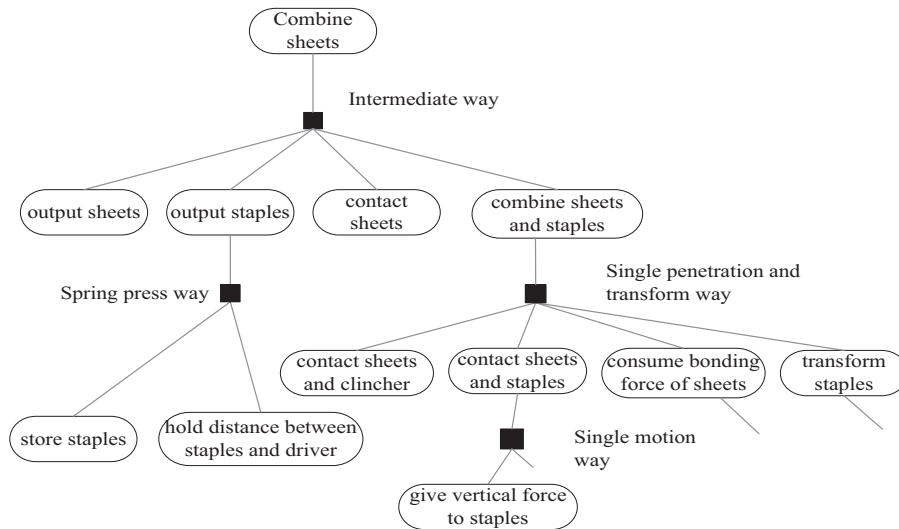 Combine
sheets
Intermediate way
output sheets
output staples
contact
sheets
combine sheets
and staples
Spring press way
Single penetration and
transform way
contact sheets
and clincher
contact sheets
and staples
consume bonding
force of sheets
transform
staples
store staples
hold distance between
staples and driver
Single motion
way
give vertical force
to staples